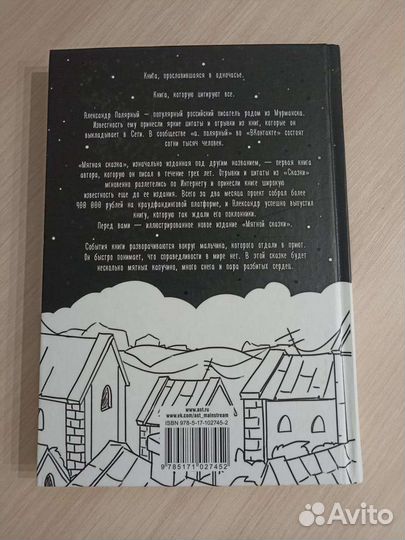 Книга, прославившаяся в одночасье.
Книга, которую цитируют все.
Александр Полярный — популярный российский писатель родом из Мурманска.
Известность ему принесли яркие цитаты и отрывки из книг, которые он
выкладывает в Сети. В сообществе «а. полярный» во «ВКонтакте» состоят
сотни тысяч человек.
«Мятная сказка», изначально изданная под другим названием, — первая книга
автора, которую он писал в течение трех лет. Отрывки и цитаты из «Сказки»
мгновенно разлетелись по Интернету и принесли книге широкую
известность еще до ее издания. Всего за два месяца проект собрал более
900 000 рублей на краудфандинговой платформе, и Александр успешно выпустил
книгу, которую так ждали его поклонники.
Перед вами — иллюстрированное новое издание «Мятной сказки».
События книги разворачиваются вокруг мальчика, которого отдали в приют.
Он быстро понимает, что справедливости в мире нет. В этой сказке будет
несколько мятных капучино, много снега и пара разбитых сердец.
www.ast.ru
www.vk.com/ast_mainstream
ISBN 978-5-17-102745-2
9 785171 027452
Avito